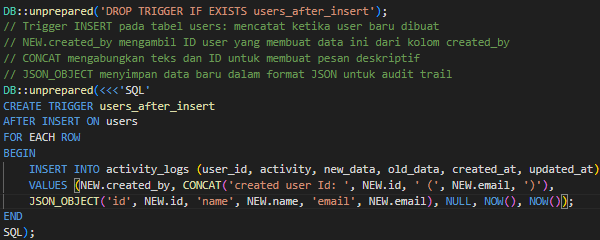 DB::unprepared('DROP TRIGGER IF EXISTS users_after_insert');
// Trigger INSERT pada tabel users: mencatat ketika user baru dibuat
// NEW.created_by mengambil ID user yang membuat data ini dari kolom created_by
// CONCAT mengabungkan teks dan ID untuk membuat pesan deskriptif
// JSON_OBJECT menyimpan data baru dalam format JSON untuk audit trail
DB::unprepared(<<<'SQL'
CREATE TRIGGER users_after_insert
AFTER INSERT ON users
FOR EACH ROW
BEGIN
    INSERT INTO activity_logs (user_id, activity, new_data, old_data, created_at, updated_at)
    VALUES (NEW.created_by, CONCAT('created user Id: ', NEW.id, ' (', NEW.email, ')'),
    JSON_OBJECT('id', NEW.id, 'name', NEW.name, 'email', NEW.email), NULL, NOW(), NOW());
END
SQL);